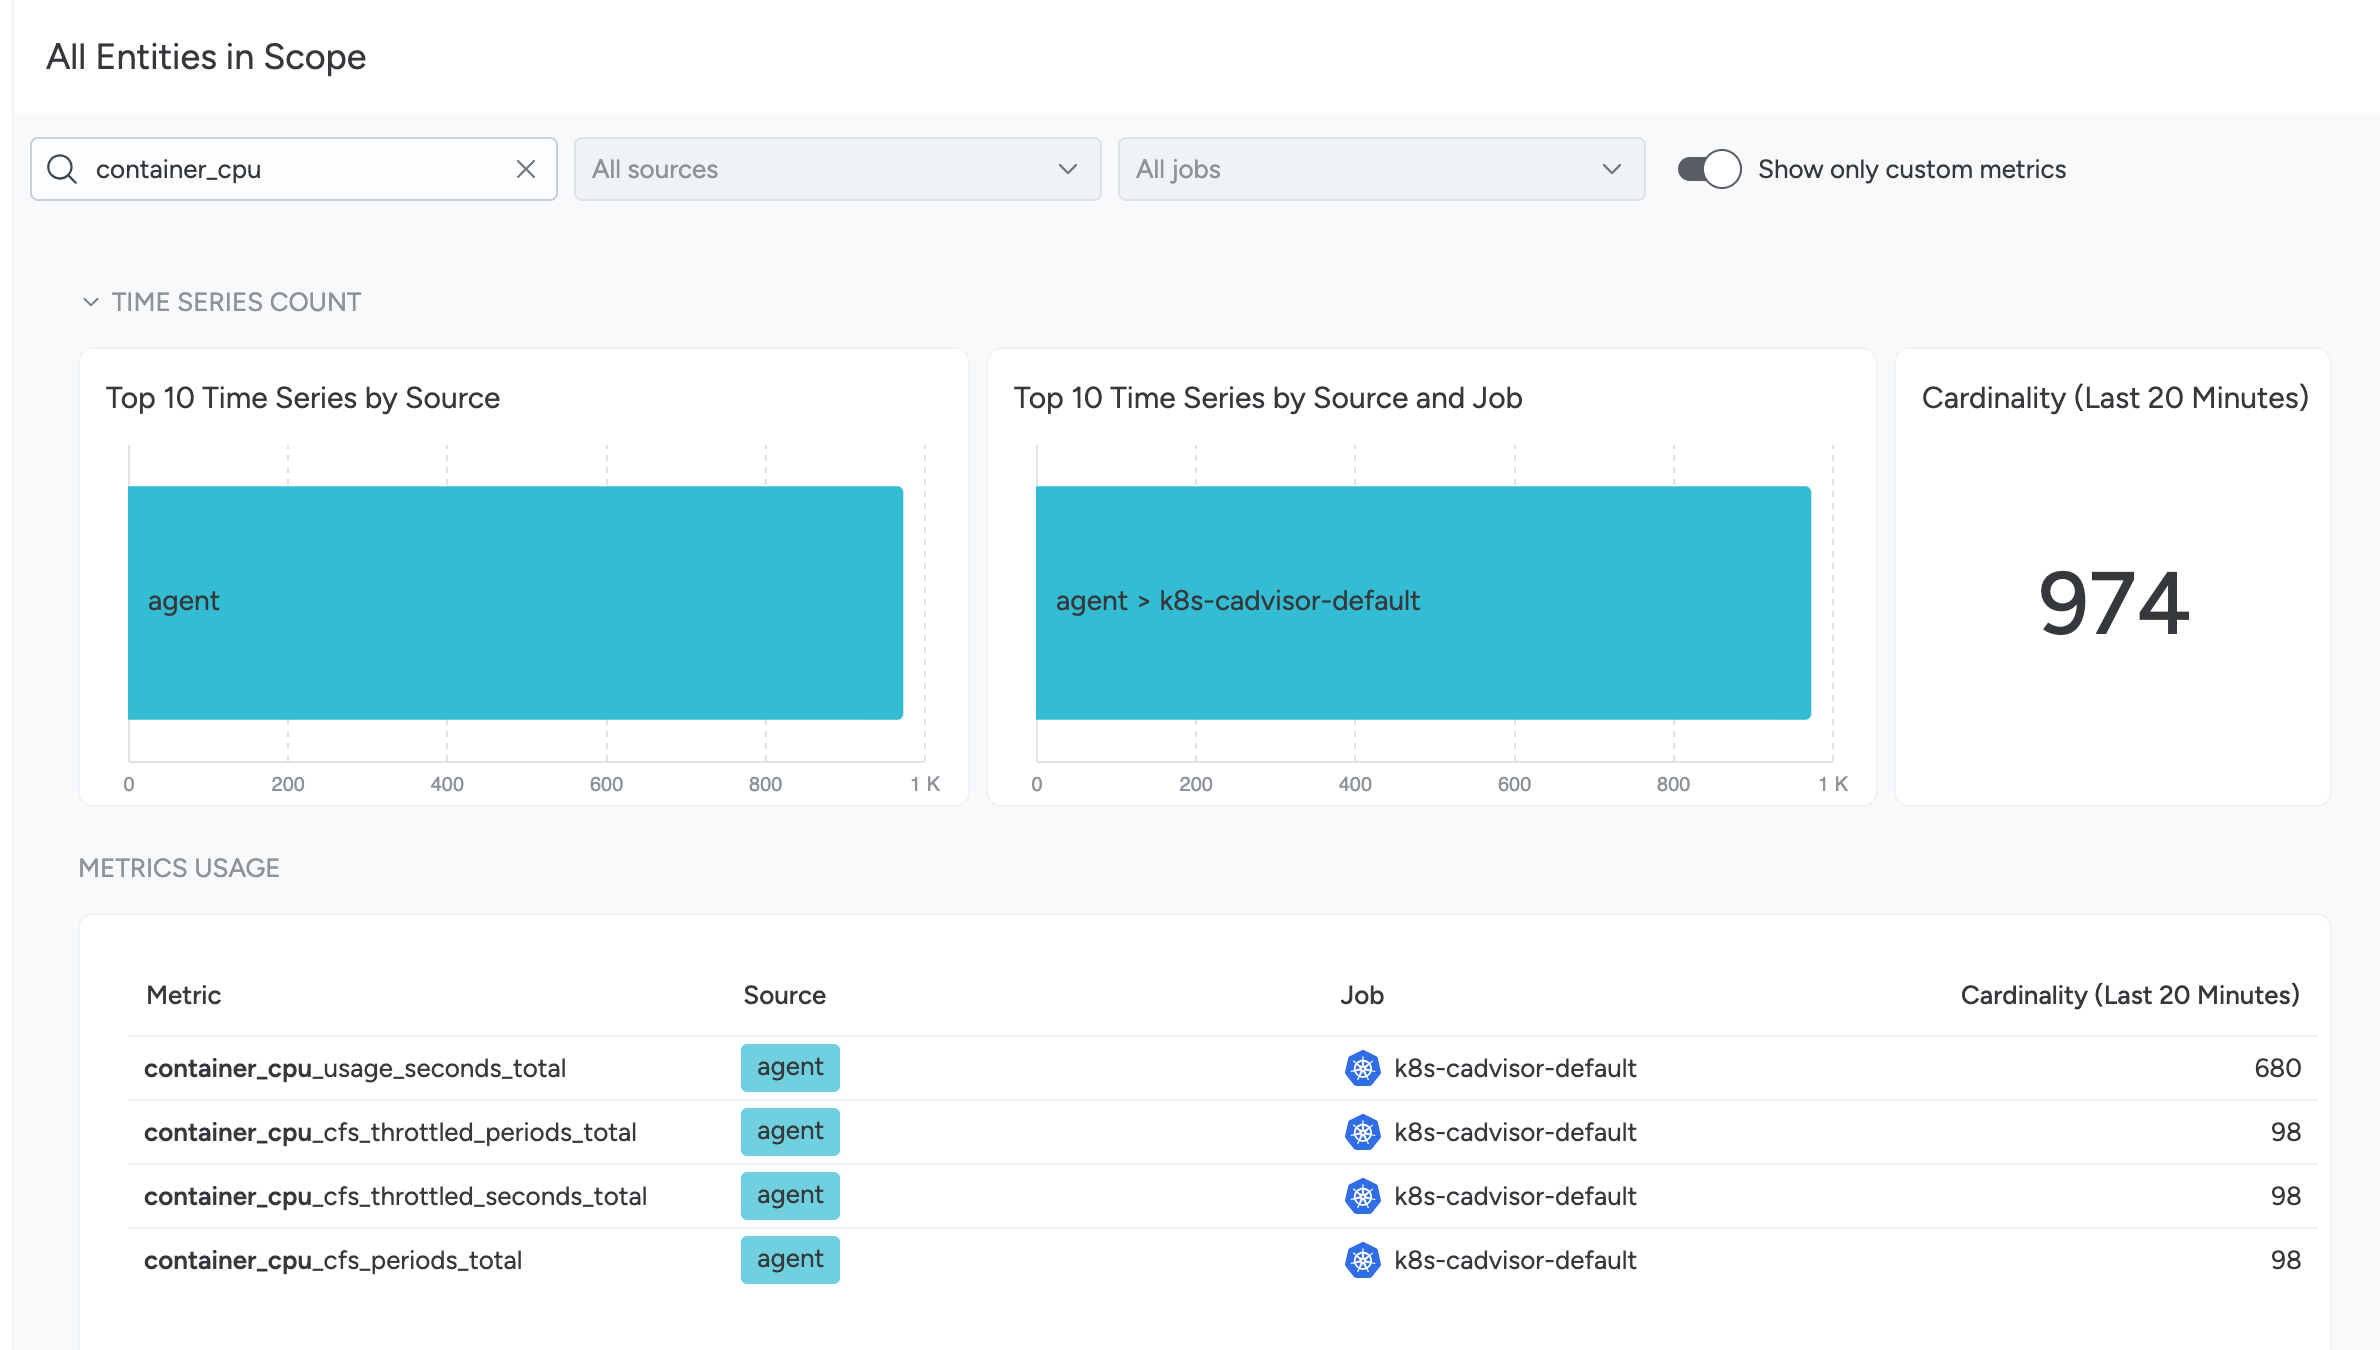 All Entities in Scope
container_cpu
All sources
All jobs
Show only custom metrics
TIME SERIES COUNT
Top 10 Time Series by Source
agent
0 200 400 600 800 1 K
Top 10 Time Series by Source and Job
agent > k8s-cadvisor-default
0 200 400 600 800 1 K
Cardinality (Last 20 Minutes)
974
METRICS USAGE
Metric Source Job Cardinality (Last 20 Minutes)
container_cpu_usage_seconds_total agent k8s-cadvisor-default 680
container_cpu_cfs_throttled_periods_total agent k8s-cadvisor-default 98
container_cpu_cfs_throttled_seconds_total agent k8s-cadvisor-default 98
container_cpu_cfs_periods_total agent k8s-cadvisor-default 98